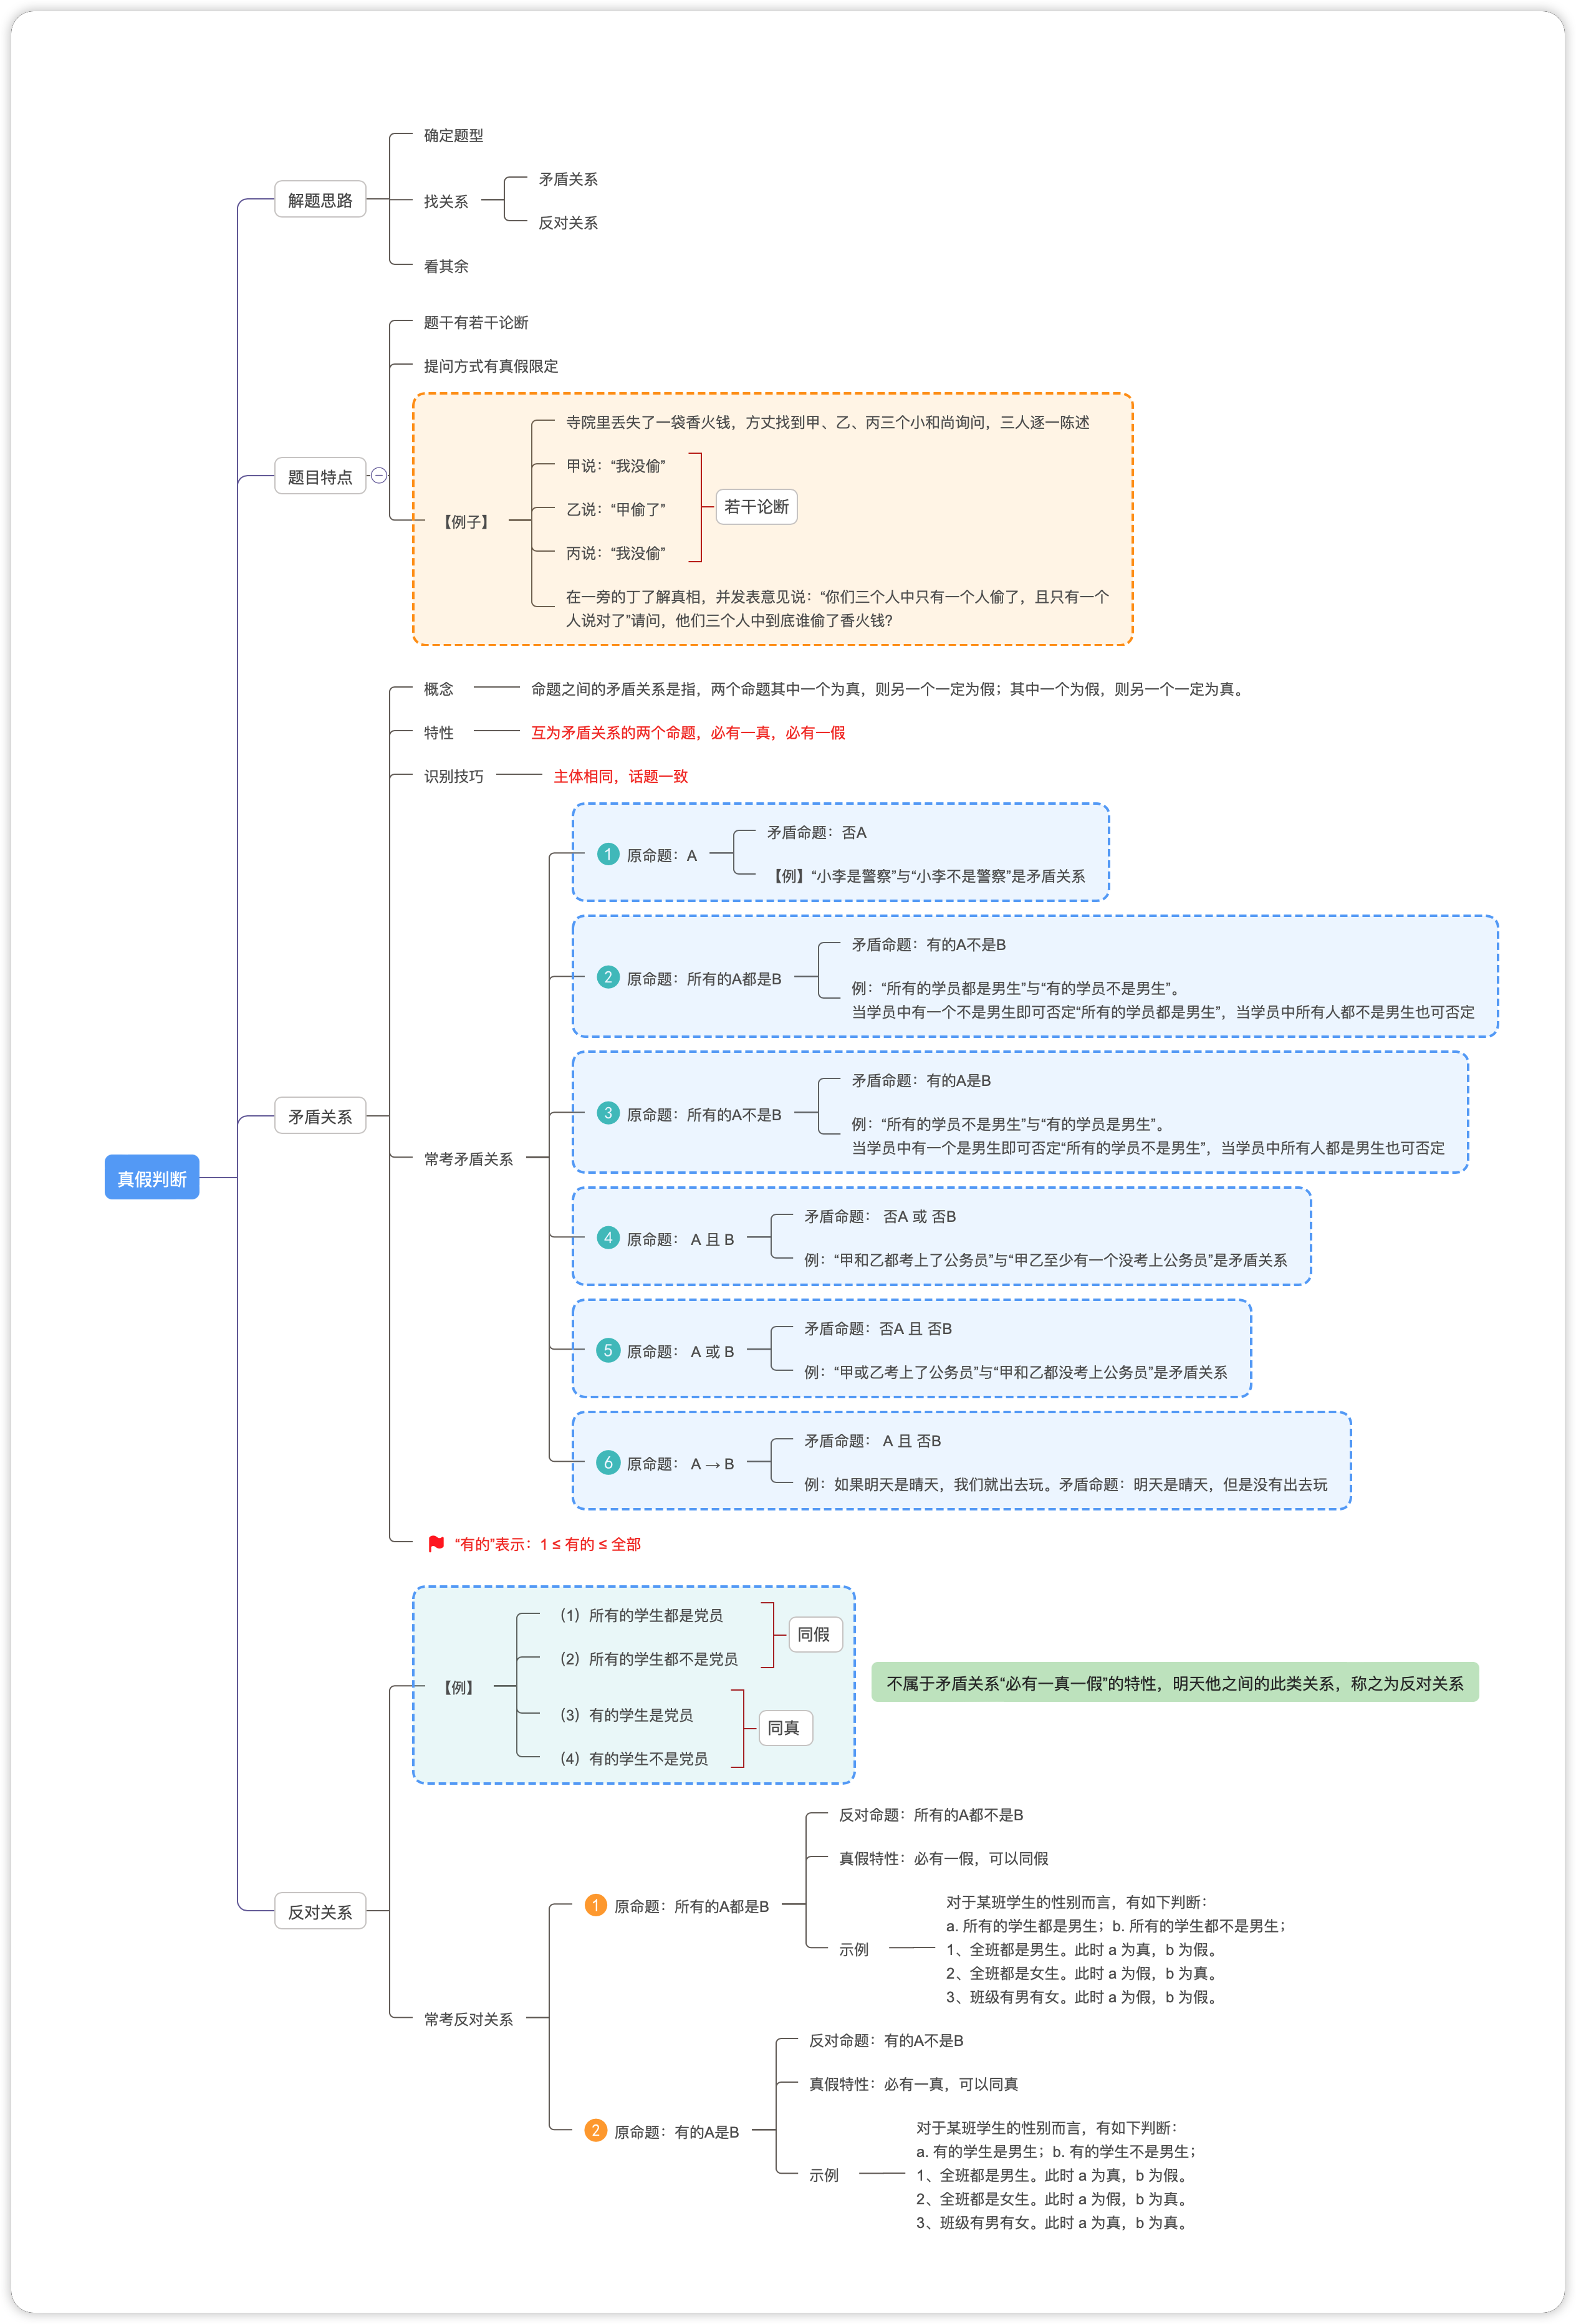 真假判断
解题思路
确定题型
找关系
矛盾关系
反对关系
看其余
题目特点
题干有若干论断
提问方式有真假限定
【例子】
寺院里丢失了一袋香火钱，方丈找到甲、乙、丙三个小和尚询问，三人逐一陈述
甲说：“我没偷”
乙说：“甲偷了”
丙说：“我没偷”
若干论断
在一旁的丁了解真相，并发表意见说：“你们三个人中只有一个人偷了，且只有一个
人说对了”请问，他们三个人中到底谁偷了香火钱?
矛盾关系
概念
命题之间的矛盾关系是指，两个命题其中一个为真，则另一个一定为假；其中一个为假，则另一个一定为真。
特性
互为矛盾关系的两个命题，必有一真，必有一假
识别技巧
主体相同，话题一致
常考矛盾关系
1 原命题：A
矛盾命题：否A
【例】“小李是警察”与“小李不是警察”是矛盾关系
2 原命题：所有的A都是B
矛盾命题：有的A不是B
例：“所有的学员都是男生”与“有的学员不是男生”。
当学员中有一个不是男生即可否定“所有的学员都是男生”，当学员中所有人都不是男生也可否定
3 原命题：所有的A不是B
矛盾命题：有的A是B
例：“所有的学员不是男生”与“有的学员是男生”。
当学员中有一个是男生即可否定“所有的学员不是男生”，当学员中所有人都是男生也可否定
4 原命题： A 且 B
矛盾命题： 否A 或 否B
例：“甲和乙都考上了公务员”与“甲乙至少有一个没考上公务员”是矛盾关系
5 原命题： A 或 B
矛盾命题：否A 且 否B
例：“甲或乙考上了公务员”与“甲和乙都没考上公务员”是矛盾关系
6 原命题： A → B
矛盾命题： A 且 否B
例：如果明天是晴天，我们就出去玩。矛盾命题：明天是晴天，但是没有出去玩
“有的”表示：1 ≤ 有的 ≤ 全部
反对关系
【例】
（1）所有的学生都是党员
（2）所有的学生都不是党员
同假
（3）有的学生是党员
（4）有的学生不是党员
同真
不属于矛盾关系“必有一真一假”的特性，明天他之间的此类关系，称之为反对关系
常考反对关系
1 原命题：所有的A都是B
反对命题：所有的A都不是B
真假特性：必有一假，可以同假
示例
对于某班学生的性别而言，有如下判断：
a. 所有的学生都是男生；b. 所有的学生都不是男生；
1、全班都是男生。此时 a 为真，b 为假。
2、全班都是女生。此时 a 为假，b 为真。
3、班级有男有女。此时 a 为假，b 为假。
2 原命题：有的A是B
反对命题：有的A不是B
真假特性：必有一真，可以同真
示例
对于某班学生的性别而言，有如下判断：
a. 有的学生是男生；b. 有的学生不是男生；
1、全班都是男生。此时 a 为真，b 为假。
2、全班都是女生。此时 a 为假，b 为真。
3、班级有男有女。此时 a 为真，b 为真。